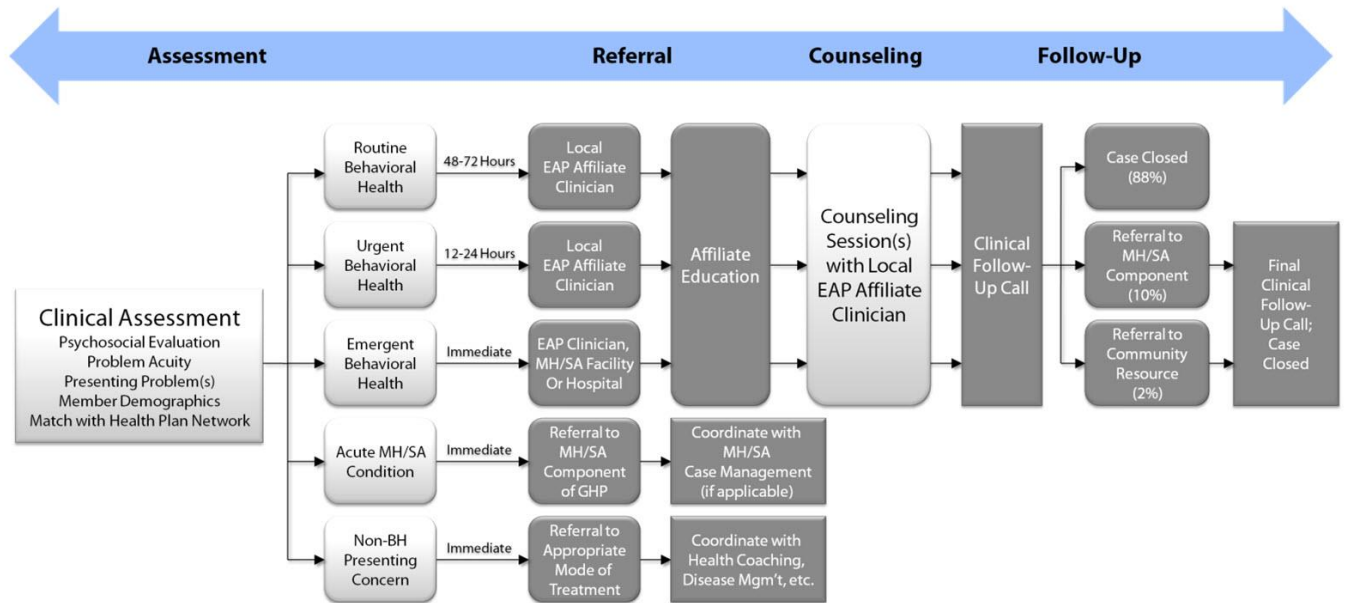 Assessment
Referral
Counseling
Follow-Up
Clinical Assessment
Psychosocial Evaluation
Problem Acuity
Presenting Problem(s)
Member Demographics
Match with Health Plan Network
Routine
Behavioral
Health
48-72 Hours
Local
EAP Affiliate
Clinician
Urgent
Behavioral
Health
12-24 Hours
Local
EAP Affiliate
Clinician
Emergent
Behavioral
Health
Immediate
EAP Clinician,
MH/SA Facility
Or Hospital
Acute MH/SA
Condition
Immediate
Referral to
MH/SA
Component
of GHP
Coordinate with
MH/SA
Case Management
(if applicable)
Non-BH
Presenting
Concern
Immediate
Referral to
Appropriate
Mode of
Treatment
Coordinate with
Health Coaching,
Disease Mgm't, etc.
Affiliate
Education
Counseling
Session(s)
with Local
EAP Affiliate
Clinician
Clinical
Follow-
Up Call
Case Closed
(88%)
Referral to
MH/SA
Component
(10%)
Referral to
Community
Resource
(2%)
Final
Clinical
Follow-
Up Call;
Case
Closed